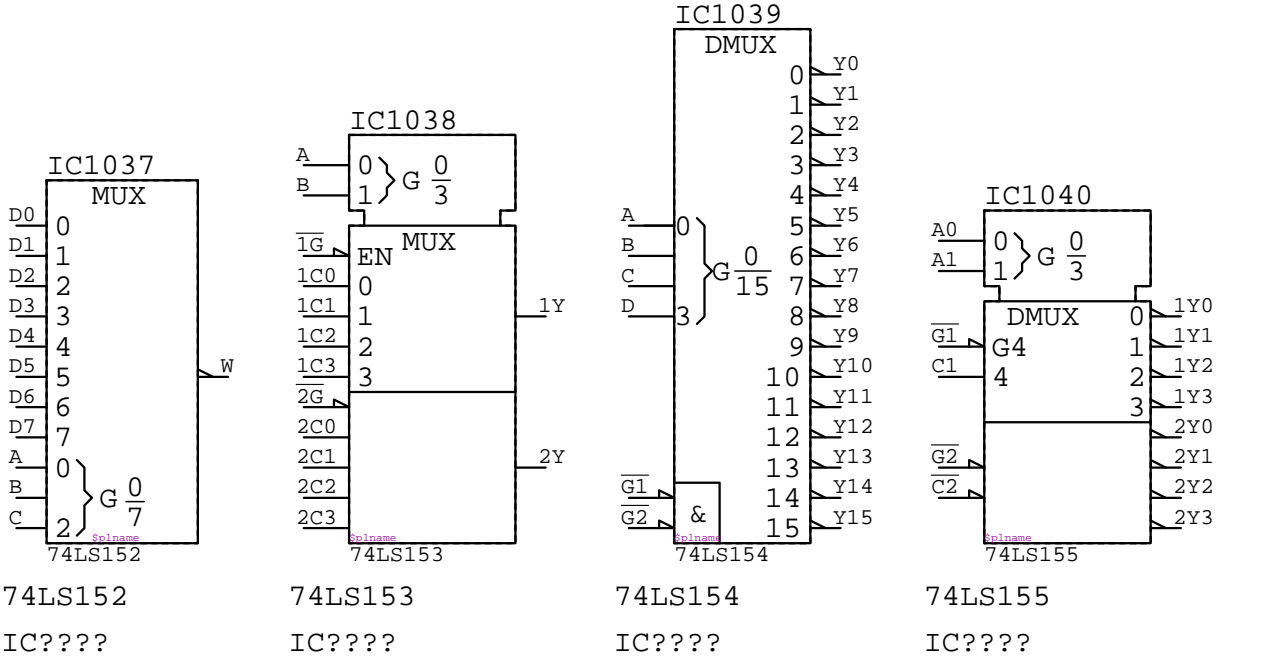 IC1037
MUX
D0 0
D1 1
D2 2
D3 3
D4 4
D5 5
D6 6
D7 7
A 0
B G 0/7
C 2
W
$plname
74LS152
74LS152
IC????
IC1038
A 0
B 1
G 0/3
MUX
1G EN
1C0 0
1C1 1
1C2 2
1C3 3
1Y
2G
2C0
2C1
2C2
2C3
2Y
$plname
74LS153
74LS153
IC????
IC1039
DMUX
A 0
B
C
D 3
G 0/15
G1
G2
&
0 Y0
1 Y1
2 Y2
3 Y3
4 Y4
5 Y5
6 Y6
7 Y7
8 Y8
9 Y9
10 Y10
11 Y11
12 Y12
13 Y13
14 Y14
15 Y15
$plname
74LS154
74LS154
IC????
IC1040
A0 0
A1 1
G 0/3
DMUX
G1 G4
C1 4
0 1Y0
1 1Y1
2 1Y2
3 1Y3
G2
C2
2Y0
2Y1
2Y2
2Y3
$plname
74LS155
74LS155
IC????